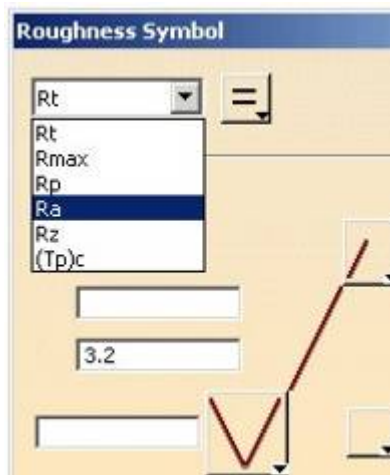 Roughness Symbol
Rt
=
Rt
Rmax
Rp
Ra
Rz
(Tp)c
3.2